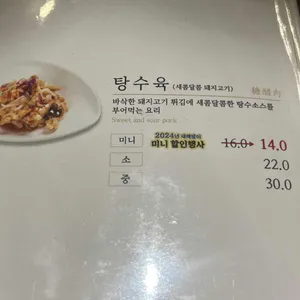 탕수육 (새콤달콤 돼지고기) 糖醋肉
바삭한 돼지고기 튀김에 새콤달콤한 탕수소스를
부어먹는 요리
Sweet and sour pork
미니 2024년 새해맞이 미니 할인행사 16.0 14.0
소 22.0
중 30.0